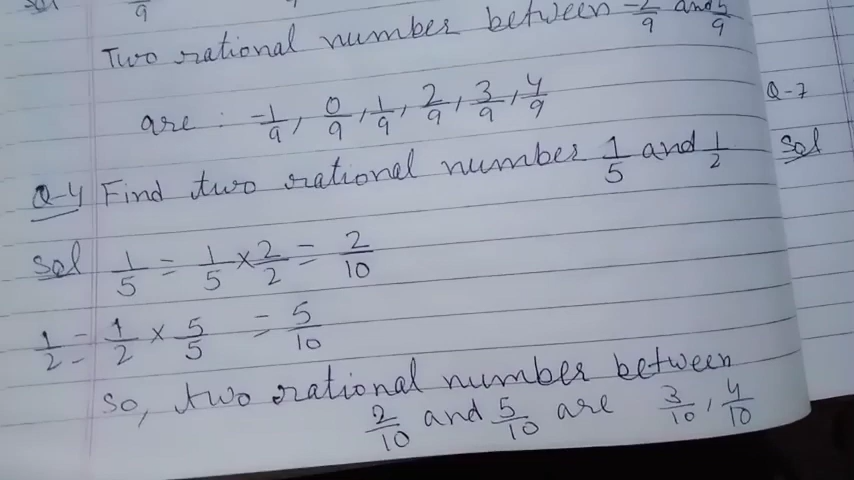 Sol 9
Two rational number between -2/9 and 5/9
are : -1/9, 0/9, 1/9, 2/9, 3/9, 4/9
Q-7
Q-4 Find two rational number 1/5 and 1/2
Sol
Sol 1/5 = 1/5 × 2/2 = 2/10
1/2 = 1/2 × 5/5 = 5/10
So, two rational number between
2/10 and 5/10 are 3/10, 4/10